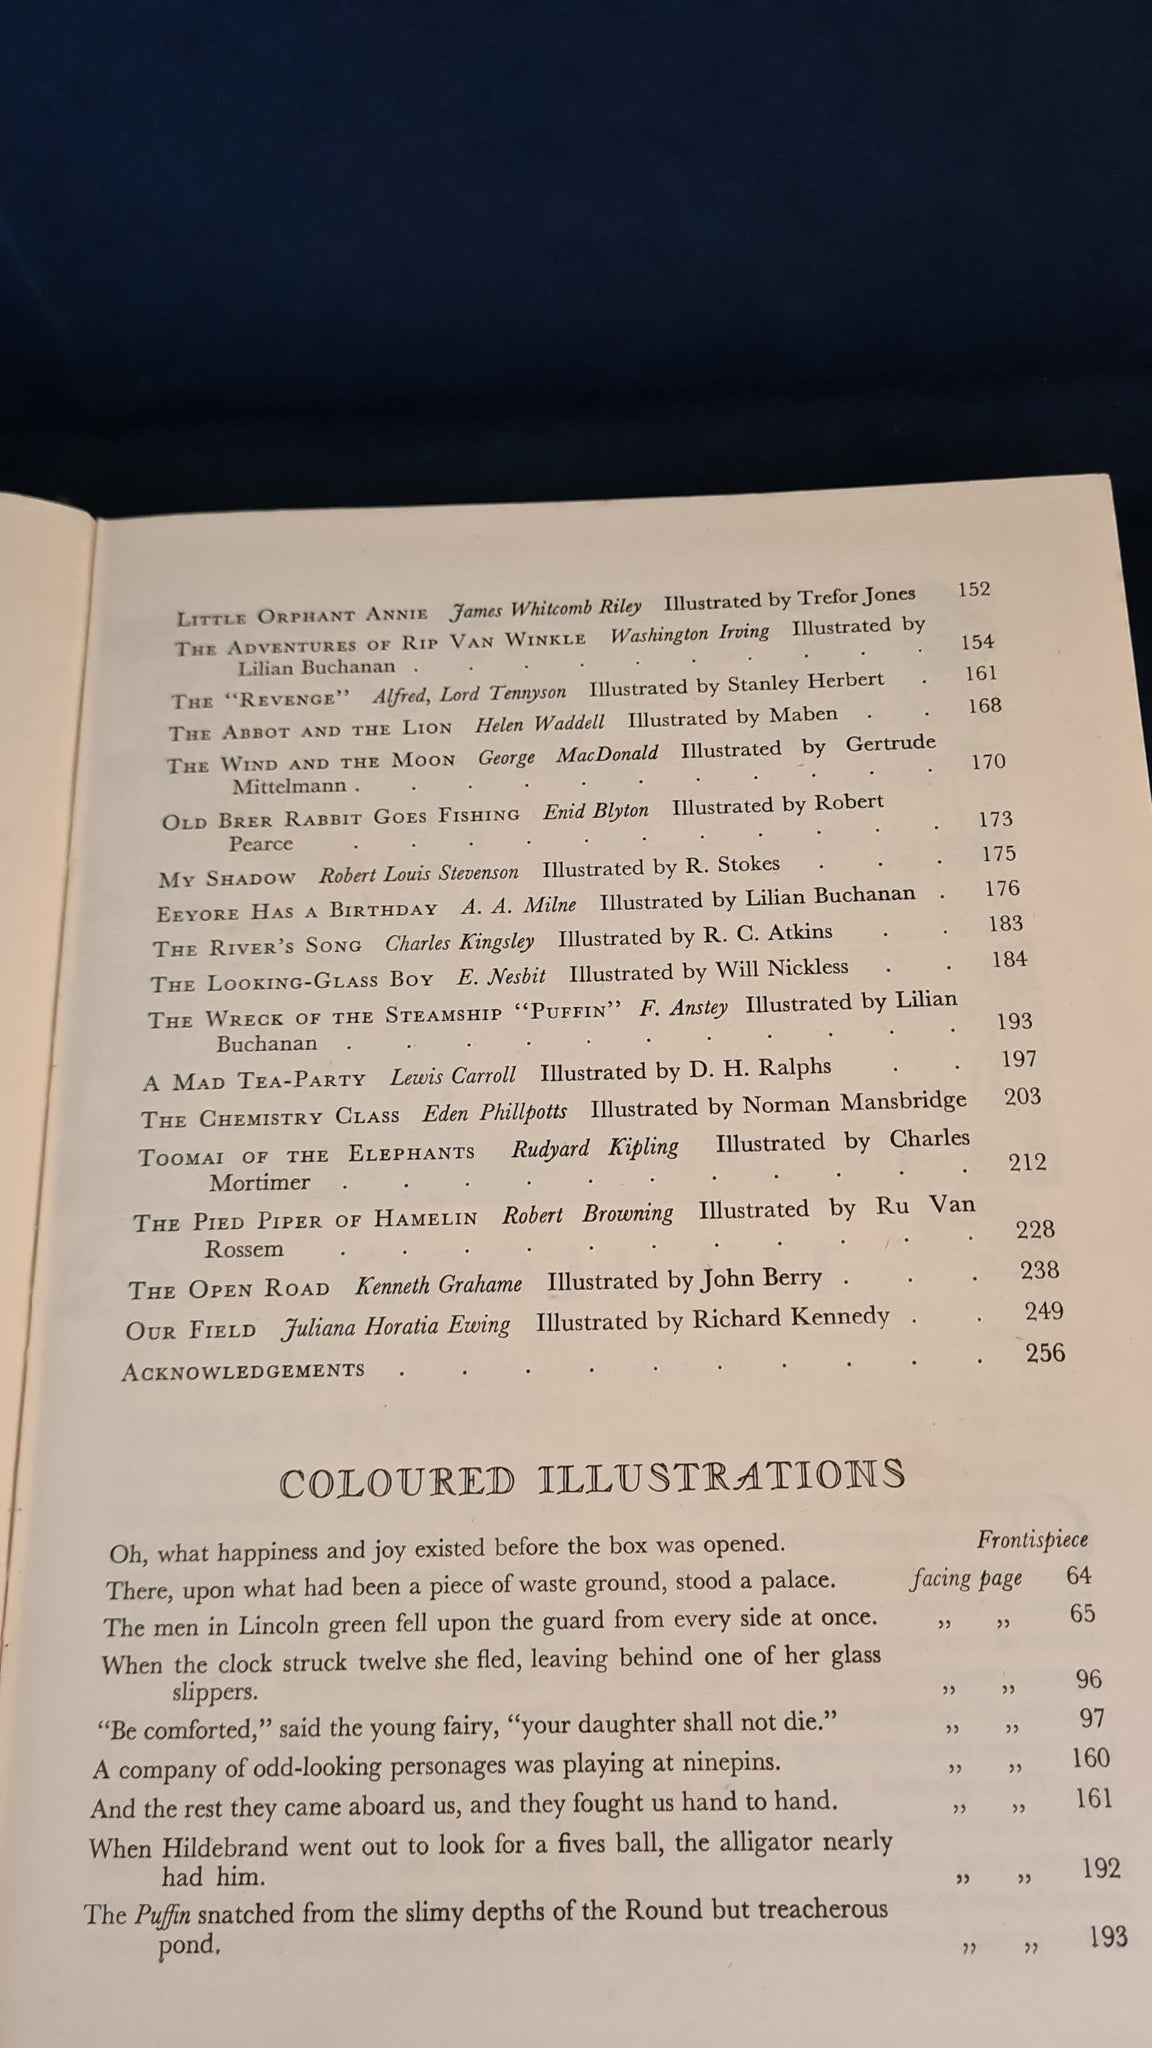 LITTLE ORPHANT ANNIE James Whitcomb Riley Illustrated by Trefor Jones 152
THE ADVENTURES OF RIP VAN WINKLE Washington Irving Illustrated by
Lilian Buchanan . . . . . . . . . . 154
THE "REVENGE" Alfred, Lord Tennyson Illustrated by Stanley Herbert . 161
THE ABBOT AND THE LION Helen Waddell Illustrated by Maben . . 168
THE WIND AND THE MOON George MacDonald Illustrated by Gertrude
Mittelmann . . . . . . . . . . 170
OLD BRER RABBIT GOES FISHING Enid Blyton Illustrated by Robert
Pearce . . . . . . . . . . 173
MY SHADOW Robert Louis Stevenson Illustrated by R. Stokes . . . 175
EEYORE HAS A BIRTHDAY A. A. Milne Illustrated by Lilian Buchanan . 176
THE RIVER'S SONG Charles Kingsley Illustrated by R. C. Atkins . . 183
THE LOOKING-GLASS BOY E. Nesbit Illustrated by Will Nickless . . 184
THE WRECK OF THE STEAMSHIP "PUFFIN" F. Anstey Illustrated by Lilian
Buchanan . . . . . . . . . . 193
A MAD TEA-PARTY Lewis Carroll Illustrated by D. H. Ralphs . . 197
THE CHEMISTRY CLASS Eden Phillpotts Illustrated by Norman Mansbridge 203
TOOMAI OF THE ELEPHANTS Rudyard Kipling Illustrated by Charles
Mortimer . . . . . . . . . . 212
THE PIED PIPER OF HAMELIN Robert Browning Illustrated by Ru Van
Rossem . . . . . . . . . . 228
THE OPEN ROAD Kenneth Grahame Illustrated by John Berry . . . 238
OUR FIELD Juliana Horatia Ewing Illustrated by Richard Kennedy . . 249
ACKNOWLEDGEMENTS . . . . . . . . . . 256
COLOURED ILLUSTRATIONS
Oh, what happiness and joy existed before the box was opened. Frontispiece
There, upon what had been a piece of waste ground, stood a palace. facing page 64
The men in Lincoln green fell upon the guard from every side at once. ,, ,, 65
When the clock struck twelve she fled, leaving behind one of her glass
slippers. ,, ,, 96
"Be comforted," said the young fairy, "your daughter shall not die." ,, ,, 97
A company of odd-looking personages was playing at ninepins. ,, ,, 160
And the rest they came aboard us, and they fought us hand to hand. ,, ,, 161
When Hildebrand went out to look for a fives ball, the alligator nearly
had him. ,, ,, 192
The Puffin snatched from the slimy depths of the Round but treacherous
pond. ,, ,, 193